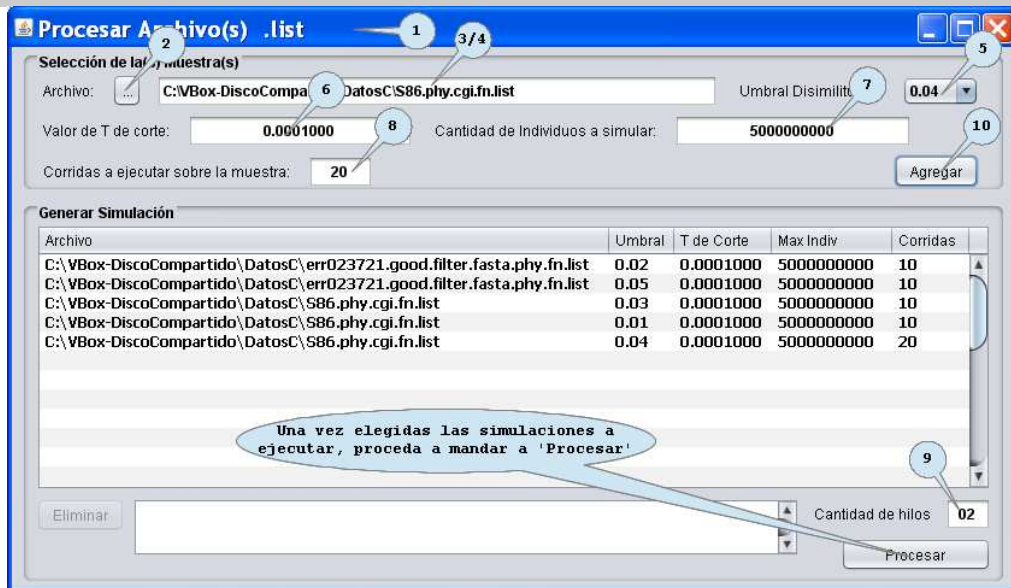 Procesar Archivo(s) .list
1
2
3/4
5
Selección de la(s) Muestra(s)
Archivo: ... C:\VBox-DiscoCompa 6 DatosC\S86.phy.cgi.fn.list Umbral Disimilitu 7 0.04
Valor de T de corte: 0.0001000 8 Cantidad de Individuos a simular: 5000000000 10
Corridas a ejecutar sobre la muestra: 20 Agregar
Generar Simulación
Archivo Umbral T de Corte Max Indiv Corridas
C:\VBox-DiscoCompartido\DatosC\err023721.good.filter.fasta.phy.fn.list 0.02 0.0001000 5000000000 10
C:\VBox-DiscoCompartido\DatosC\err023721.good.filter.fasta.phy.fn.list 0.05 0.0001000 5000000000 10
C:\VBox-DiscoCompartido\DatosC\S86.phy.cgi.fn.list 0.03 0.0001000 5000000000 10
C:\VBox-DiscoCompartido\DatosC\S86.phy.cgi.fn.list 0.01 0.0001000 5000000000 10
C:\VBox-DiscoCompartido\DatosC\S86.phy.cgi.fn.list 0.04 0.0001000 5000000000 20
Una vez elegidas las simulaciones a
ejecutar, proceda a mandar a 'Procesar'
9
Eliminar Cantidad de hilos 02
Procesar